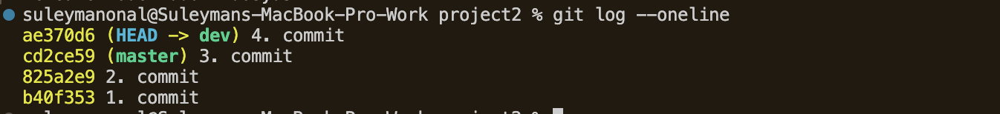 suleymanonal@Suleymans-MacBook-Pro-Work project2 % git log --oneline
ae370d6 (HEAD -> dev) 4. commit
cd2ce59 (master) 3. commit
825a2e9 2. commit
b40f353 1. commit